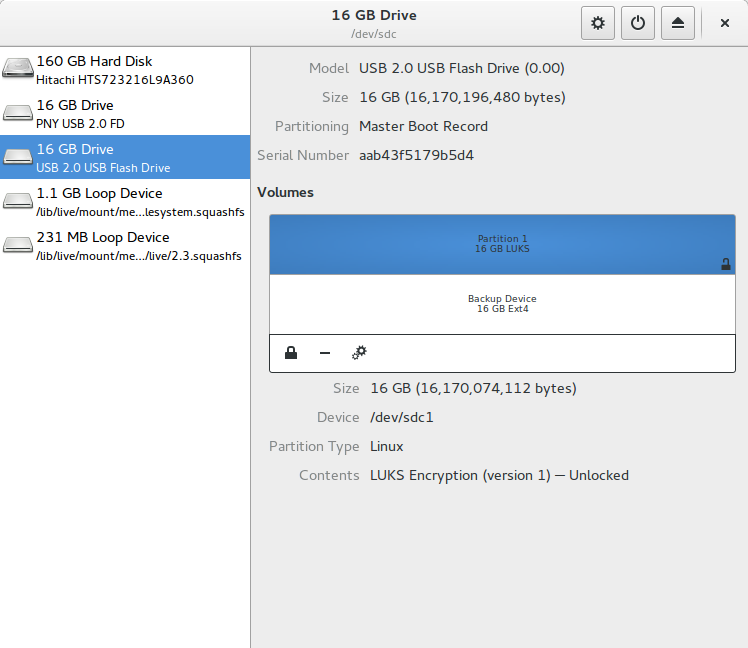 16 GB Drive
/dev/sdc
160 GB Hard Disk
Hitachi HTS723216L9A360
16 GB Drive
PNY USB 2.0 FD
16 GB Drive
USB 2.0 USB Flash Drive
1.1 GB Loop Device
/lib/live/mount/me...lesystem.squashfs
231 MB Loop Device
/lib/live/mount/me.../live/2.3.squashfs
Model USB 2.0 USB Flash Drive (0.00)
Size 16 GB (16,170,196,480 bytes)
Partitioning Master Boot Record
Serial Number aab43f5179b5d4
Volumes
Partition 1
16 GB LUKS
Backup Device
16 GB Ext4
Size 16 GB (16,170,074,112 bytes)
Device /dev/sdc1
Partition Type Linux
Contents LUKS Encryption (version 1) — Unlocked